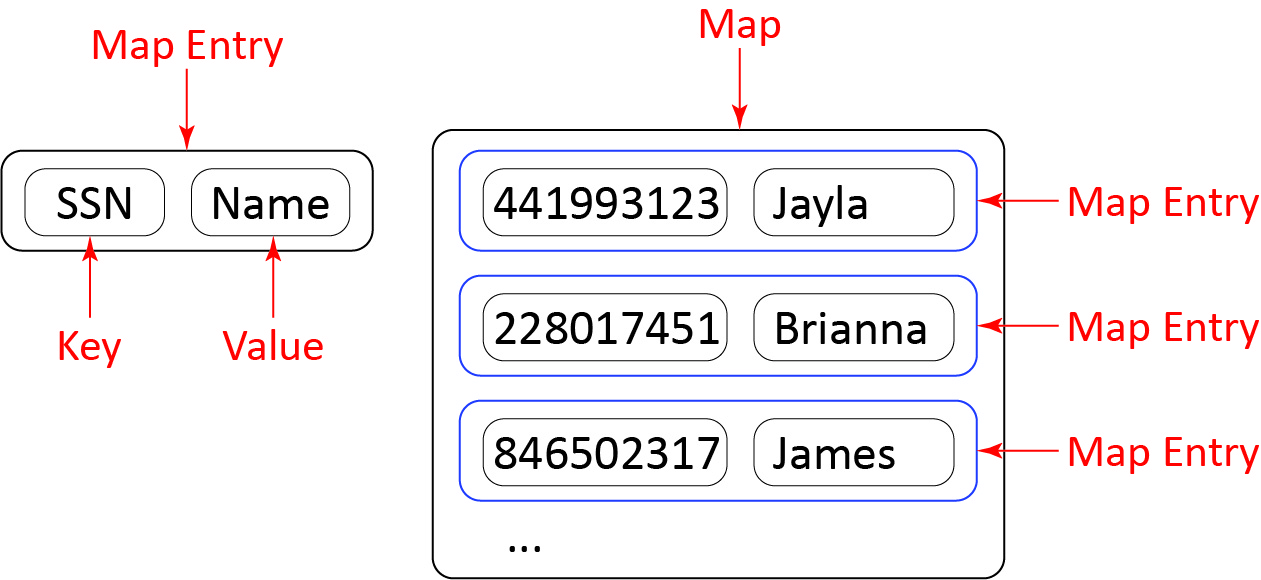 Map Entry
SSN Name
Key Value
Map
441993123 Jayla Map Entry
228017451 Brianna Map Entry
846502317 James Map Entry
...